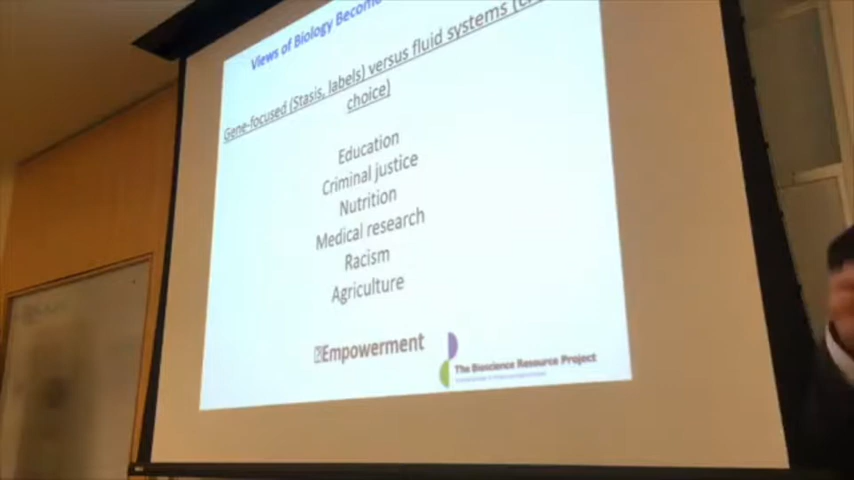 Views of Biology Become
Gene-focused (Stasis, labels) versus fluid systems
choice)
Education
Criminal justice
Nutrition
Medical research
Racism
Agriculture
Empowerment
The Bioscience Resource Project